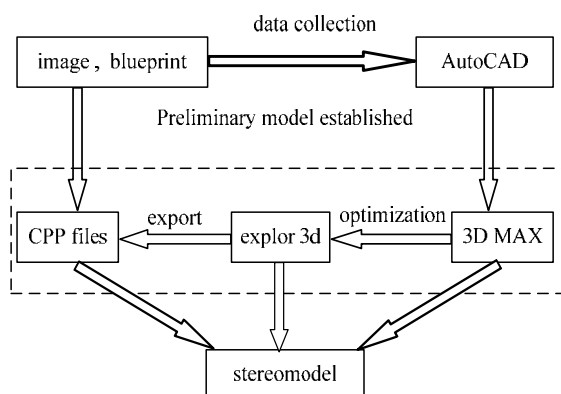 data collection
image , blueprint
AutoCAD
Preliminary model established
export
optimization
CPP files
explor 3d
3D MAX
stereomodel